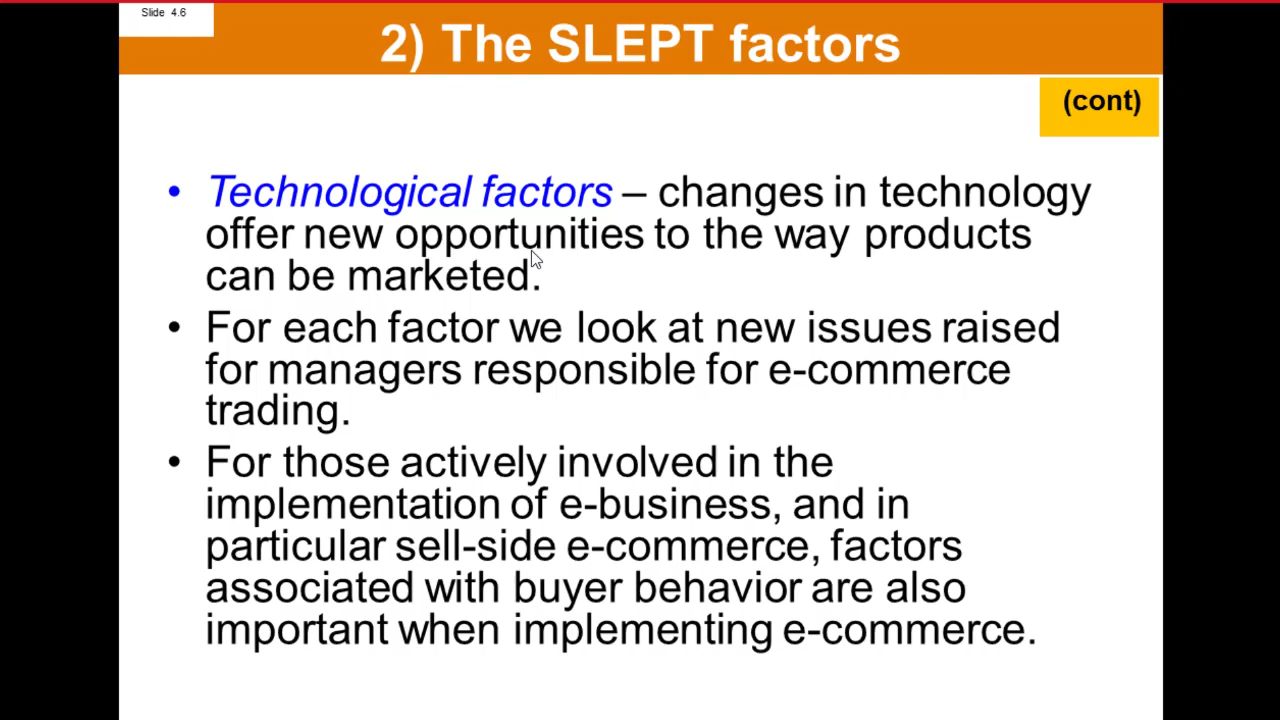 Slide 4.6
2) The SLEPT factors
(cont)
• Technological factors – changes in technology
offer new opportunities to the way products
can be marketed.
• For each factor we look at new issues raised
for managers responsible for e-commerce
trading.
• For those actively involved in the
implementation of e-business, and in
particular sell-side e-commerce, factors
associated with buyer behavior are also
important when implementing e-commerce.